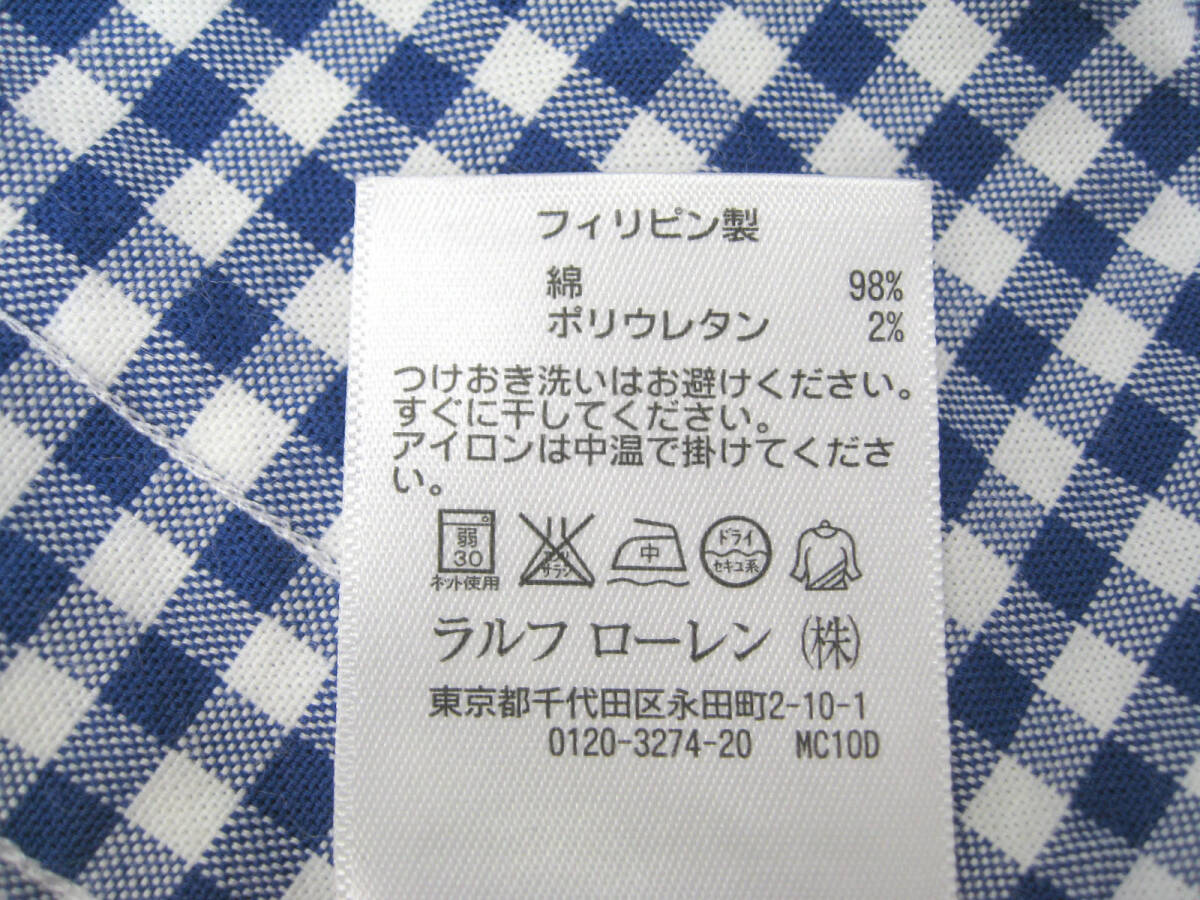 フィリピン製
綿 98%
ポリウレタン 2%
つけおき洗いはお避けください。
すぐに干してください。
アイロンは中温で掛けてくださ
い。
弱
30
ネット使用
エンソ
サラシ
中
ドライ
セキユ系
ラルフ ローレン (株)
東京都千代田区永田町2-10-1
0120-3274-20 MC10D